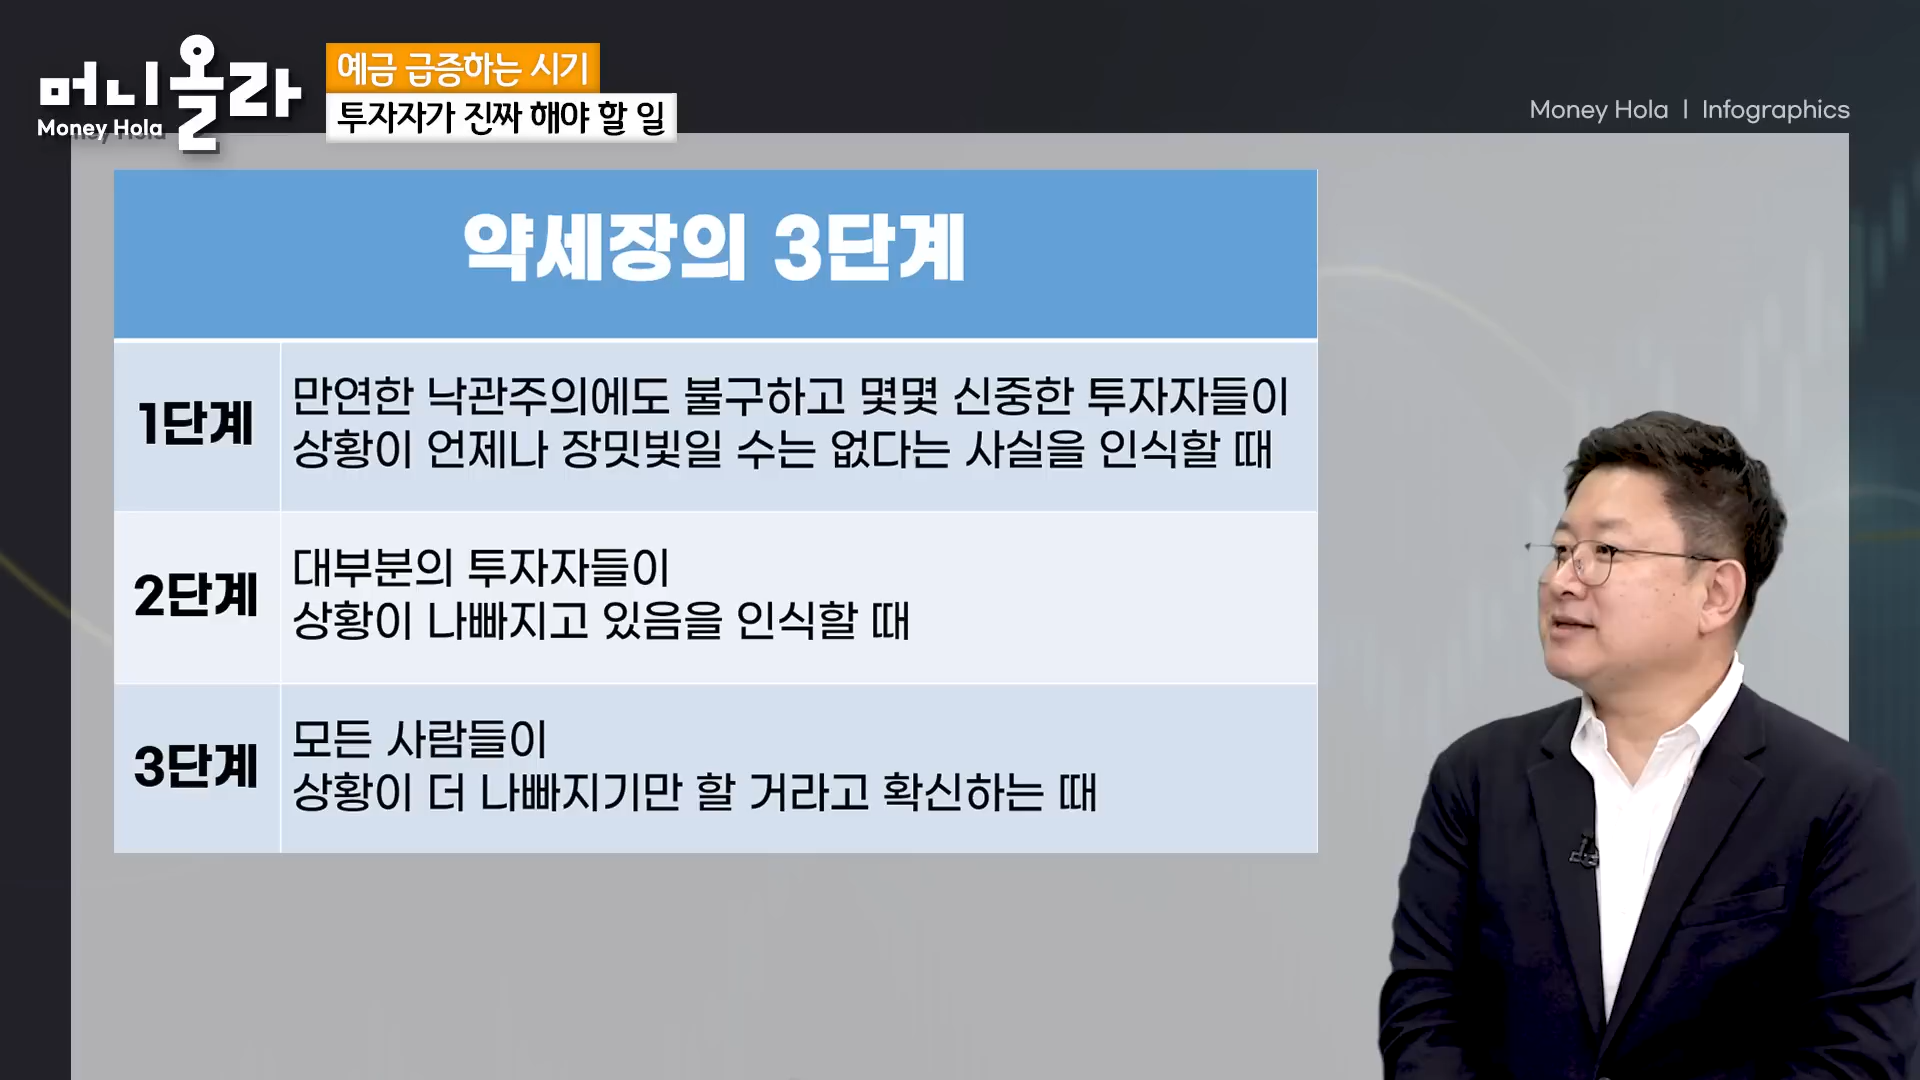 머니올라
Money Hola
예금 급증하는 시기
투자자가 진짜 해야 할 일
Money Hola | Infographics
약세장의 3단계
1단계
만연한 낙관주의에도 불구하고 몇몇 신중한 투자자들이
상황이 언제나 장밋빛일 수는 없다는 사실을 인식할 때
2단계
대부분의 투자자들이
상황이 나빠지고 있음을 인식할 때
3단계
모든 사람들이
상황이 더 나빠지기만 할 거라고 확신하는 때